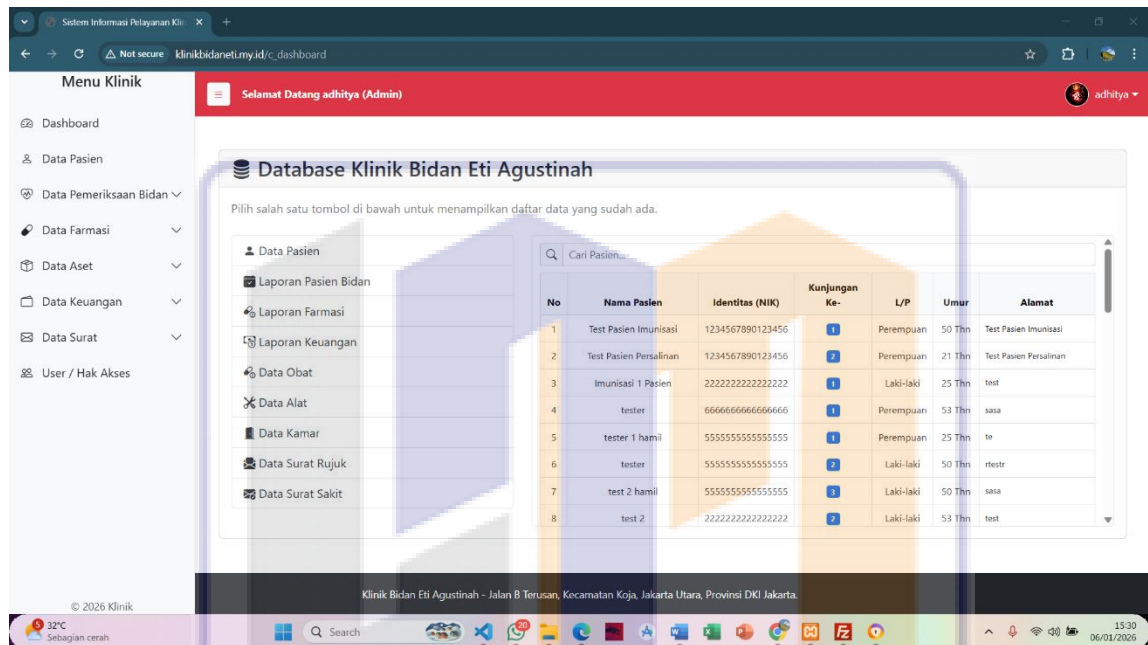 Sistem Informasi Pelayanan Klin
Not secure klinikbidaneti.my.id/c_dashboard
Menu Klinik
Selamat Datang adhitya (Admin)
adhitya
Dashboard
Data Pasien
Data Pemeriksaan Bidan
Data Farmasi
Data Aset
Data Keuangan
Data Surat
User / Hak Akses
© 2026 Klinik
Database Klinik Bidan Eti Agustinah
Pilih salah satu tombol di bawah untuk menampilkan daftar data yang sudah ada.
Data Pasien
Laporan Pasien Bidan
Laporan Farmasi
Laporan Keuangan
Data Obat
Data Alat
Data Kamar
Data Surat Rujuk
Data Surat Sakit
Cari Pasien...
No Nama Pasien Identitas (NIK) Kunjungan Ke- L/P Umur Alamat
1 Test Pasien Imunisasi 1234567890123456 1 Perempuan 50 Thn Test Pasien Imunisasi
2 Test Pasien Persalinan 1234567890123456 2 Perempuan 21 Thn Test Pasien Persalinan
3 Imunisasi 1 Pasien 2222222222222222 1 Laki-laki 25 Thn test
4 tester 6666666666666666 1 Perempuan 53 Thn sasa
5 tester 1 hamil 5555555555555555 1 Perempuan 25 Thn te
6 tester 5555555555555555 2 Laki-laki 50 Thn rtestr
7 test 2 hamil 5555555555555555 3 Laki-laki 50 Thn sasa
8 test 2 2222222222222222 2 Laki-laki 53 Thn test
Klinik Bidan Eti Agustinah - Jalan B Terusan, Kecamatan Koja, Jakarta Utara, Provinsi DKI Jakarta.
5
32°C
Sebagian cerah
Search
20
15:30
06/01/2026